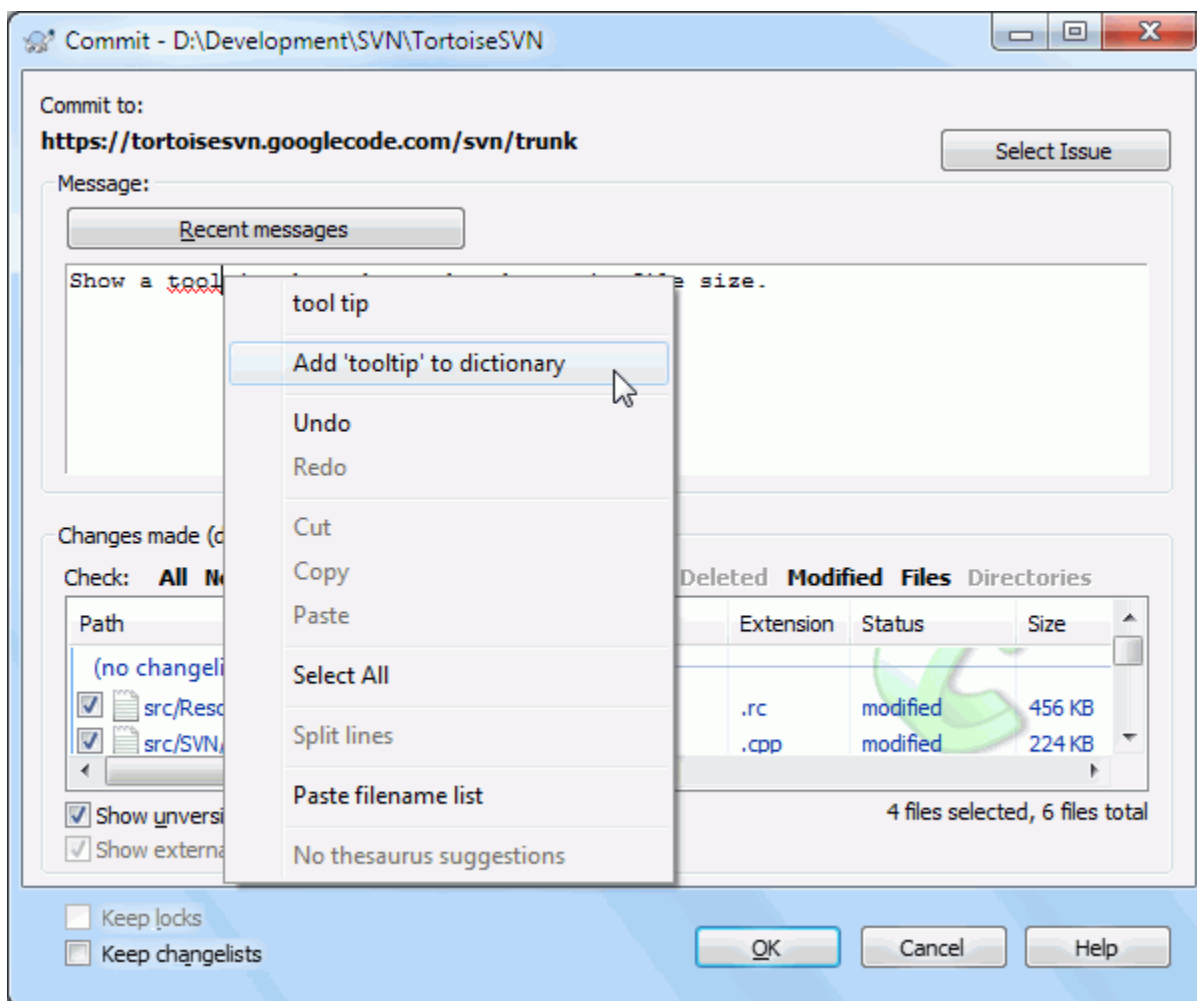 Commit - D:\Development\SVN\TortoiseSVN
Commit to:
https://tortoisesvn.googlecode.com/svn/trunk
Select Issue
Message:
Recent messages
Show a tool size.
tool tip
Add 'tooltip' to dictionary
Undo
Redo
Cut
Copy
Paste
Select All
Split lines
Paste filename list
No thesaurus suggestions
Changes made
Check: All Deleted Modified Files Directories
Path Extension Status Size
(no
.rc modified 456 KB
.cpp modified 224 KB
Show
Show
4 files selected, 6 files total
Keep locks
Keep changelists
OK Cancel Help